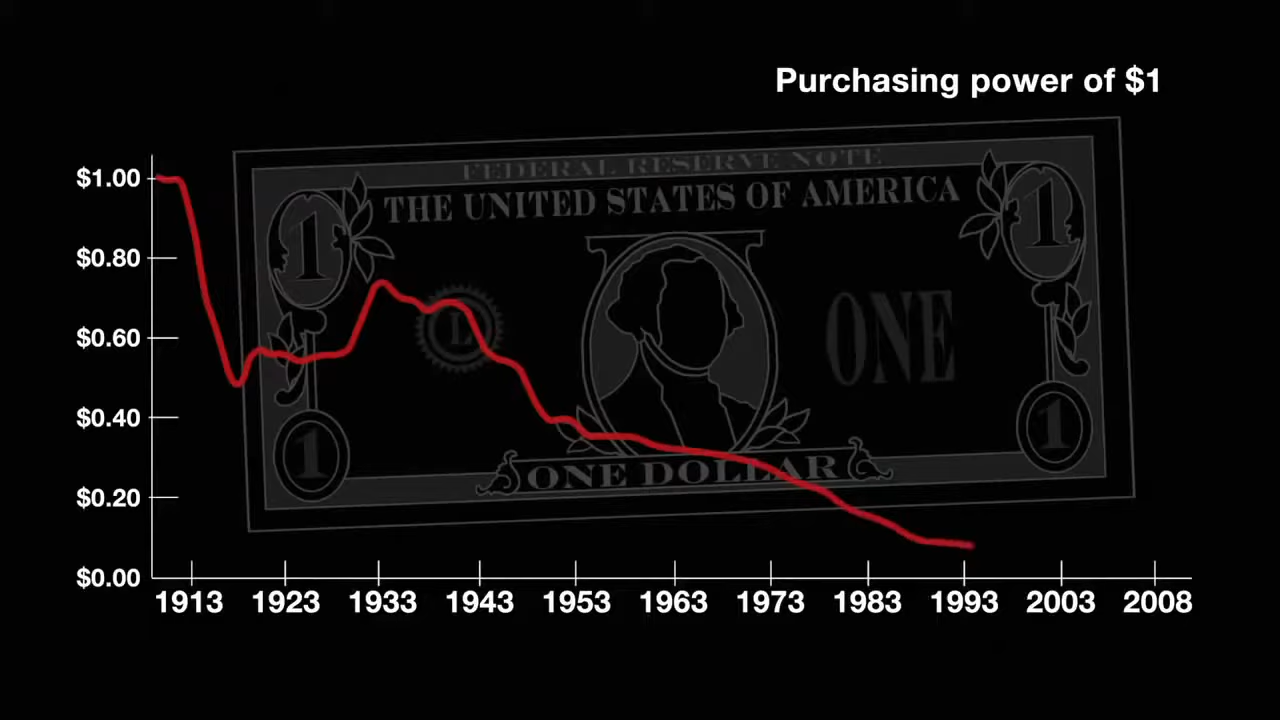 Purchasing power of $1
FEDERAL RESERVE NOTE
THE UNITED STATES OF AMERICA
1 1
L
ONE
1 1
ONE DOLLAR
$1.00
$0.80
$0.60
$0.40
$0.20
$0.00
1913 1923 1933 1943 1953 1963 1973 1983 1993 2003 2008